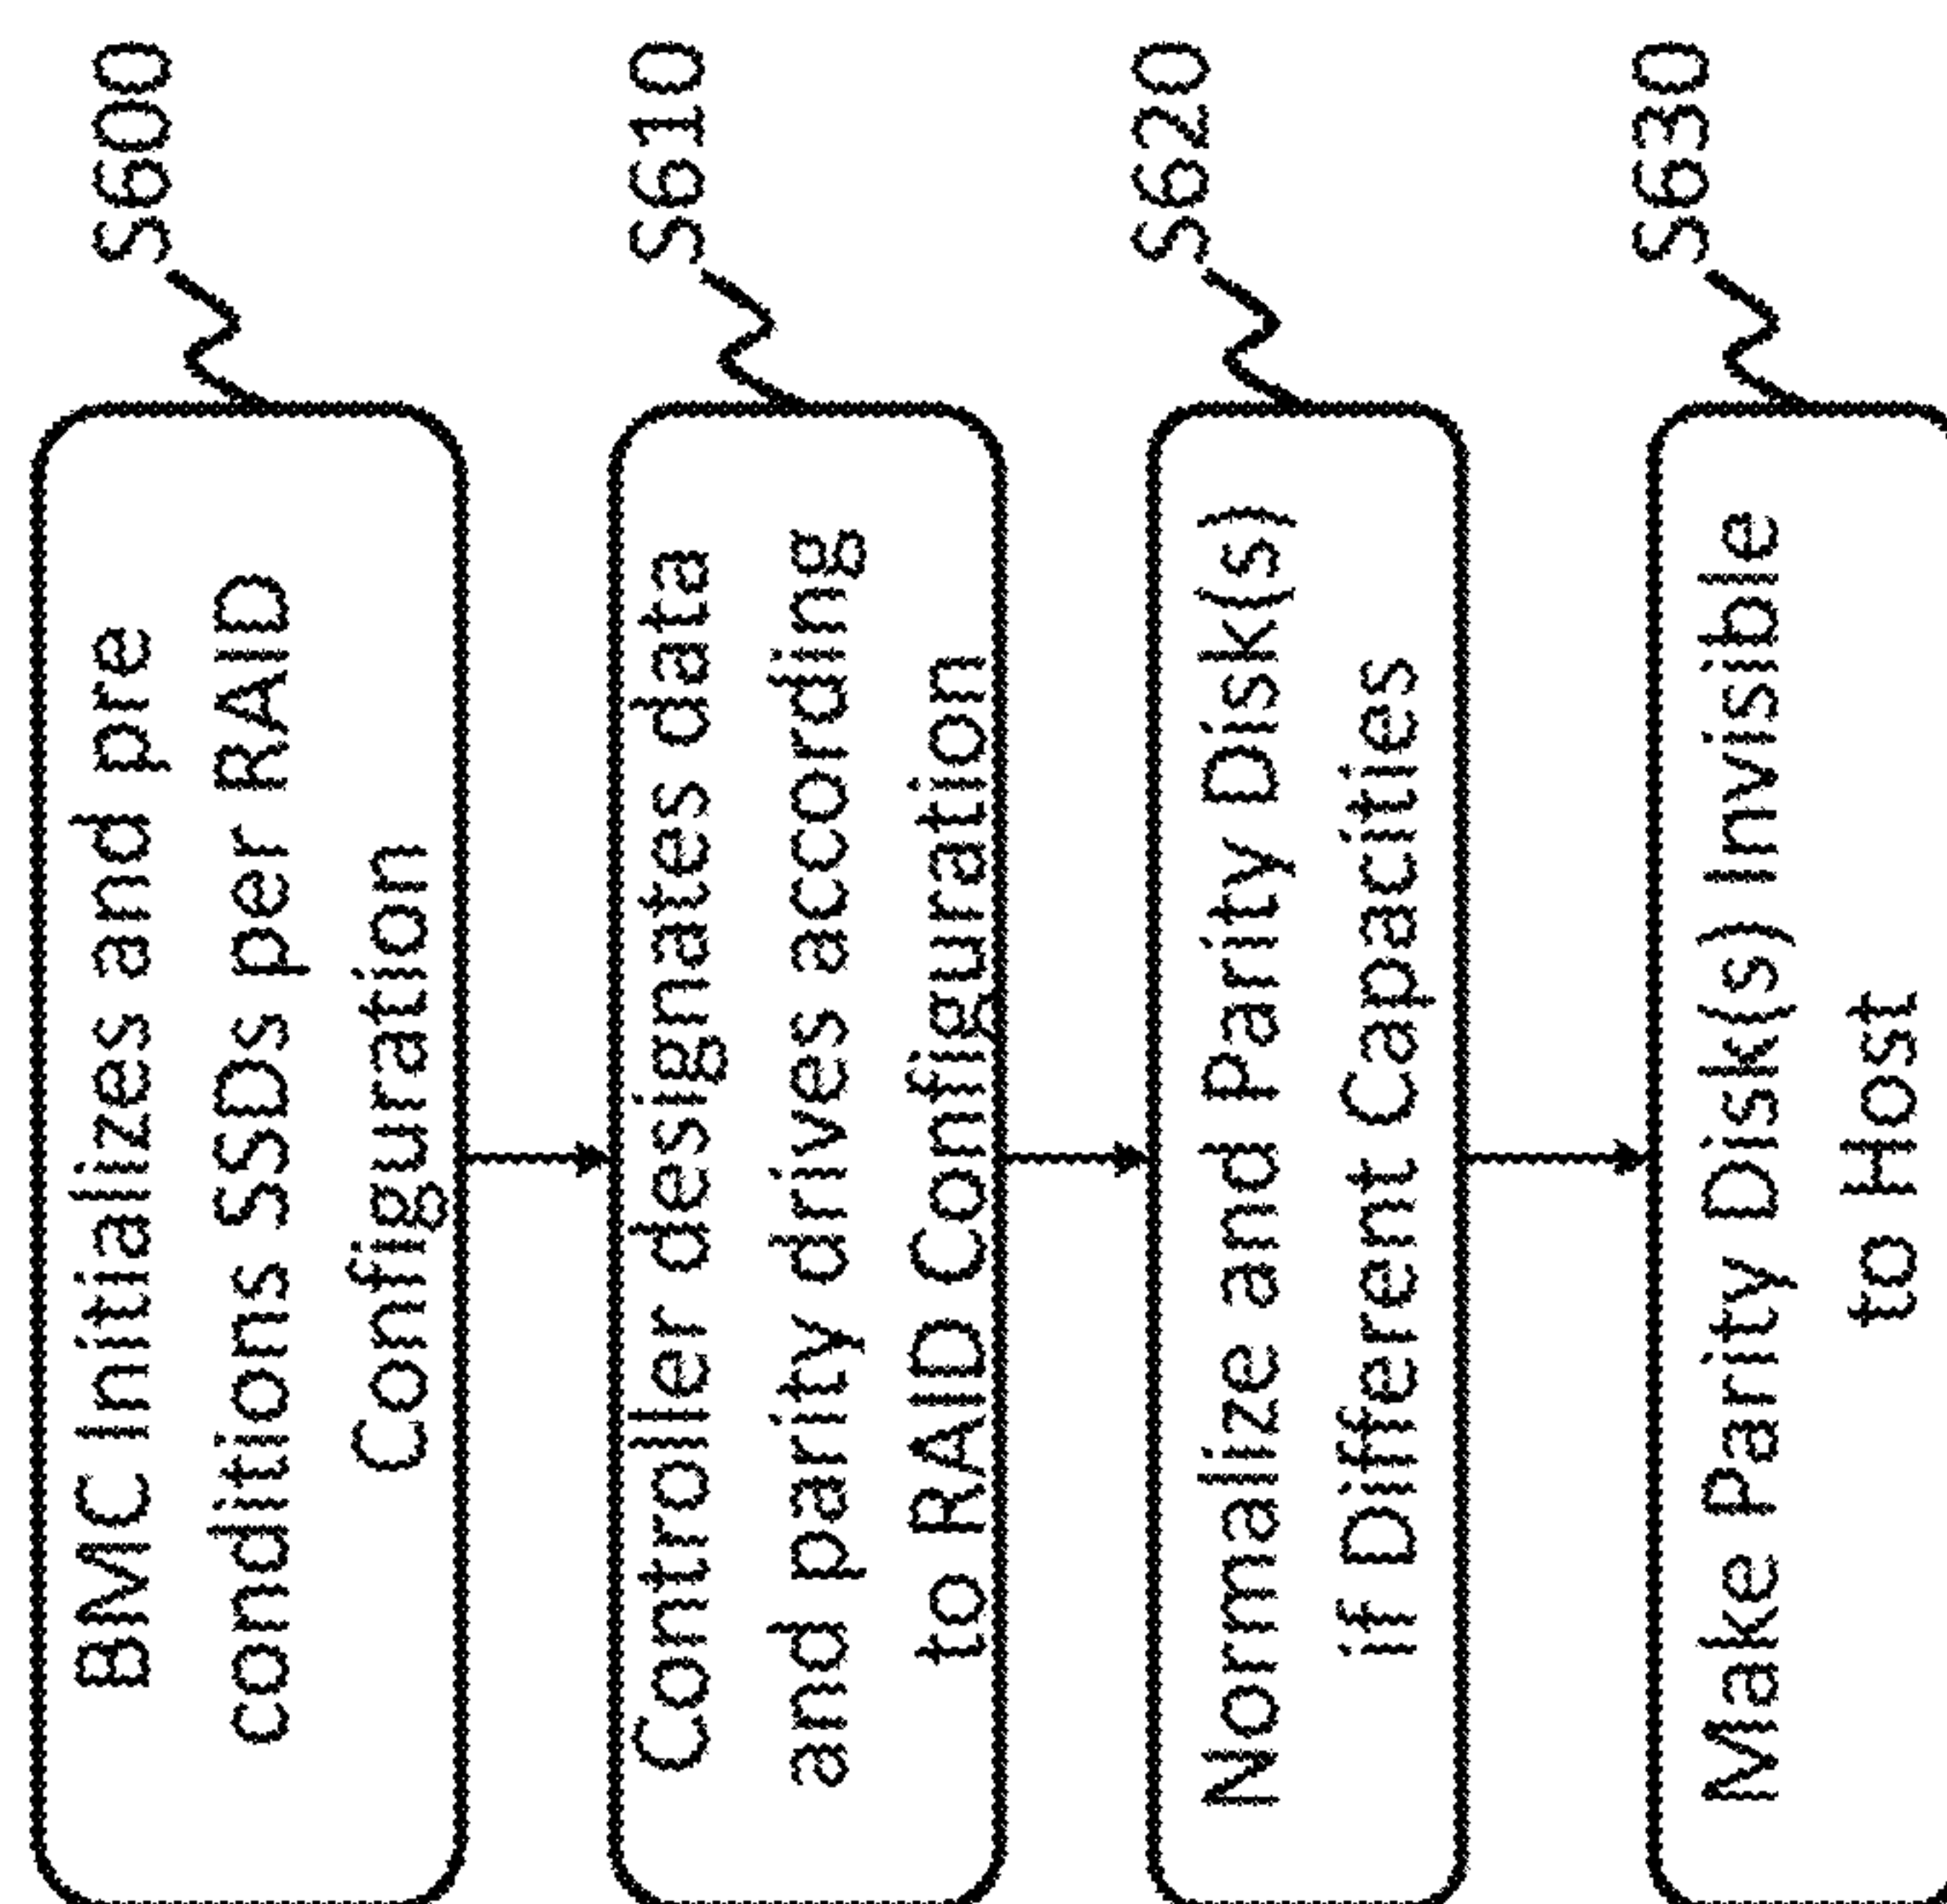 BMC Initializes and pre
conditions SSDs per RAID
Configuration
S600
Controller designates data
and parity drives according
to RAID Configuration
S610
Normalize and Parity Disk(s)
if Different Capacities
S620
Make Parity Disk(s) Invisible
to Host
S630